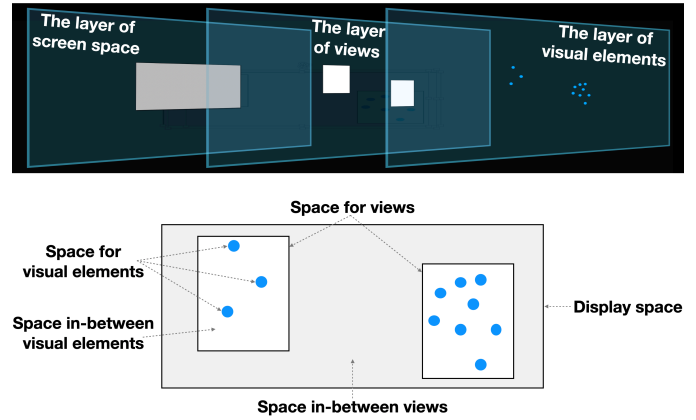 The layer of
screen space
The layer
of views
The layer of
visual elements
Space for views
Space for
visual elements
Space in-between
visual elements
Display space
Space in-between views